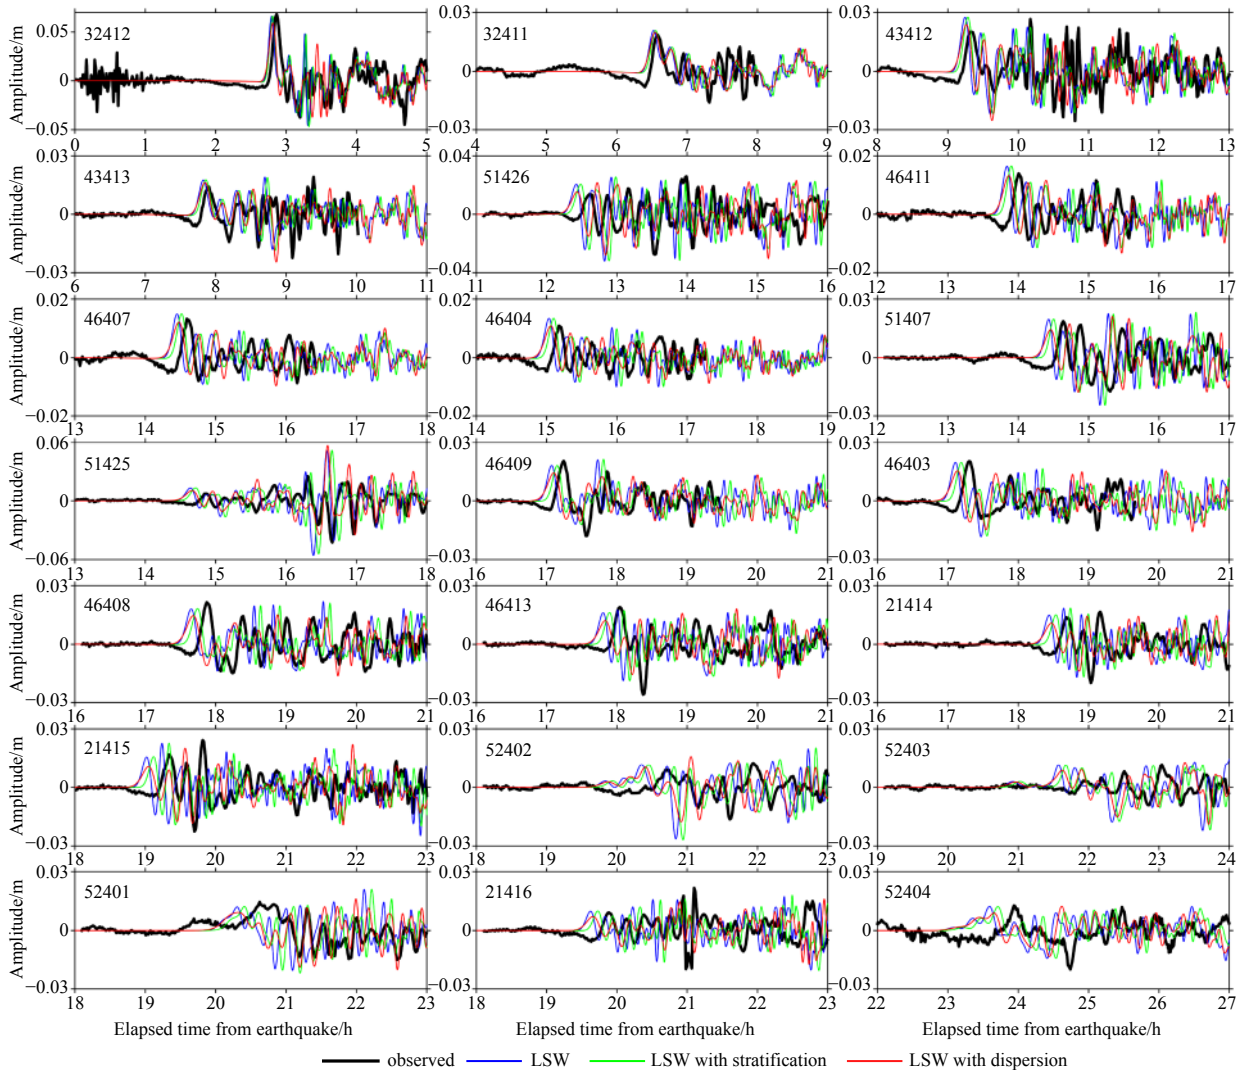 0.05
0
−0.05
Amplitude/m
32412
0 1 2 3 4 5
0.03
0
−0.03
32411
4 5 6 7 8 9
0.03
0
−0.03
43412
8 9 10 11 12 13
0.03
0
−0.03
Amplitude/m
43413
6 7 8 9 10 11
0.04
0
−0.04
51426
11 12 13 14 15 16
0.02
0
−0.02
46411
12 13 14 15 16 17
0.02
0
−0.02
Amplitude/m
46407
13 14 15 16 17 18
0.02
0
−0.02
46404
14 15 16 17 18 19
0.03
0
−0.03
51407
12 13 14 15 16 17
0.06
0
−0.06
Amplitude/m
51425
13 14 15 16 17 18
0.03
0
−0.03
46409
16 17 18 19 20 21
0.03
0
−0.03
46403
16 17 18 19 20 21
0.03
0
−0.03
Amplitude/m
46408
16 17 18 19 20 21
0.03
0
−0.03
46413
18 19 20 21 22 23
0.03
0
−0.03
21414
16 17 18 19 20 21
0.03
0
−0.03
Amplitude/m
21415
18 19 20 21 22 23
0.03
0
−0.03
52402
18 19 20 21 22 23
0.03
0
−0.03
52403
19 20 21 22 23 24
0.03
0
−0.03
Amplitude/m
52401
18 19 20 21 22 23
Elapsed time from earthquake/h
0.03
0
−0.03
21416
18 19 20 21 22 23
Elapsed time from earthquake/h
0.03
0
−0.03
52404
22 23 24 25 26 27
Elapsed time from earthquake/h
observed LSW LSW with stratification LSW with dispersion